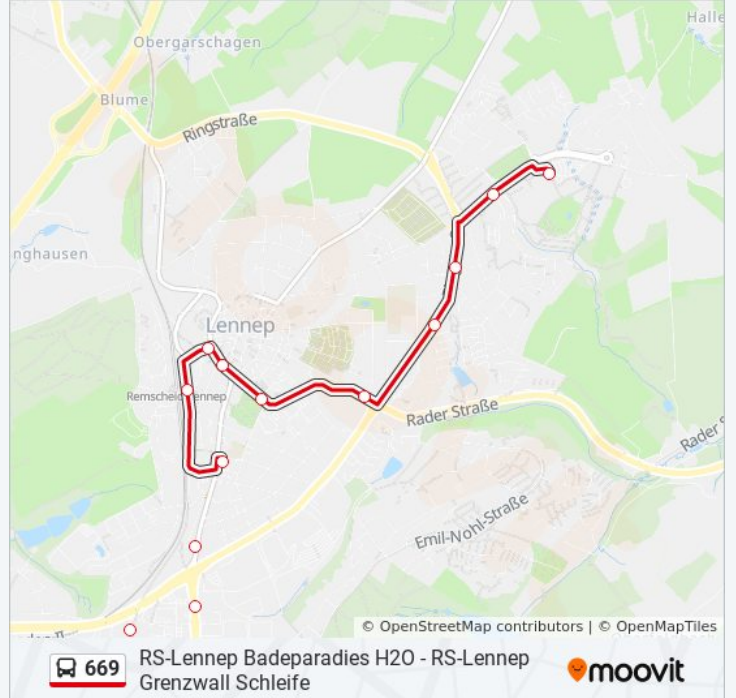 Halle
Obergarschagen
Blume
Ringstraße
nghausen
Lennep
Remscheid-Lennep
Rader Straße
Rader S
Emil-Nohl-Straße
© OpenStreetMap contributors | © OpenMapTiles
669
RS-Lennep Badeparadies H2O - RS-Lennep
Grenzwall Schleife
moovit